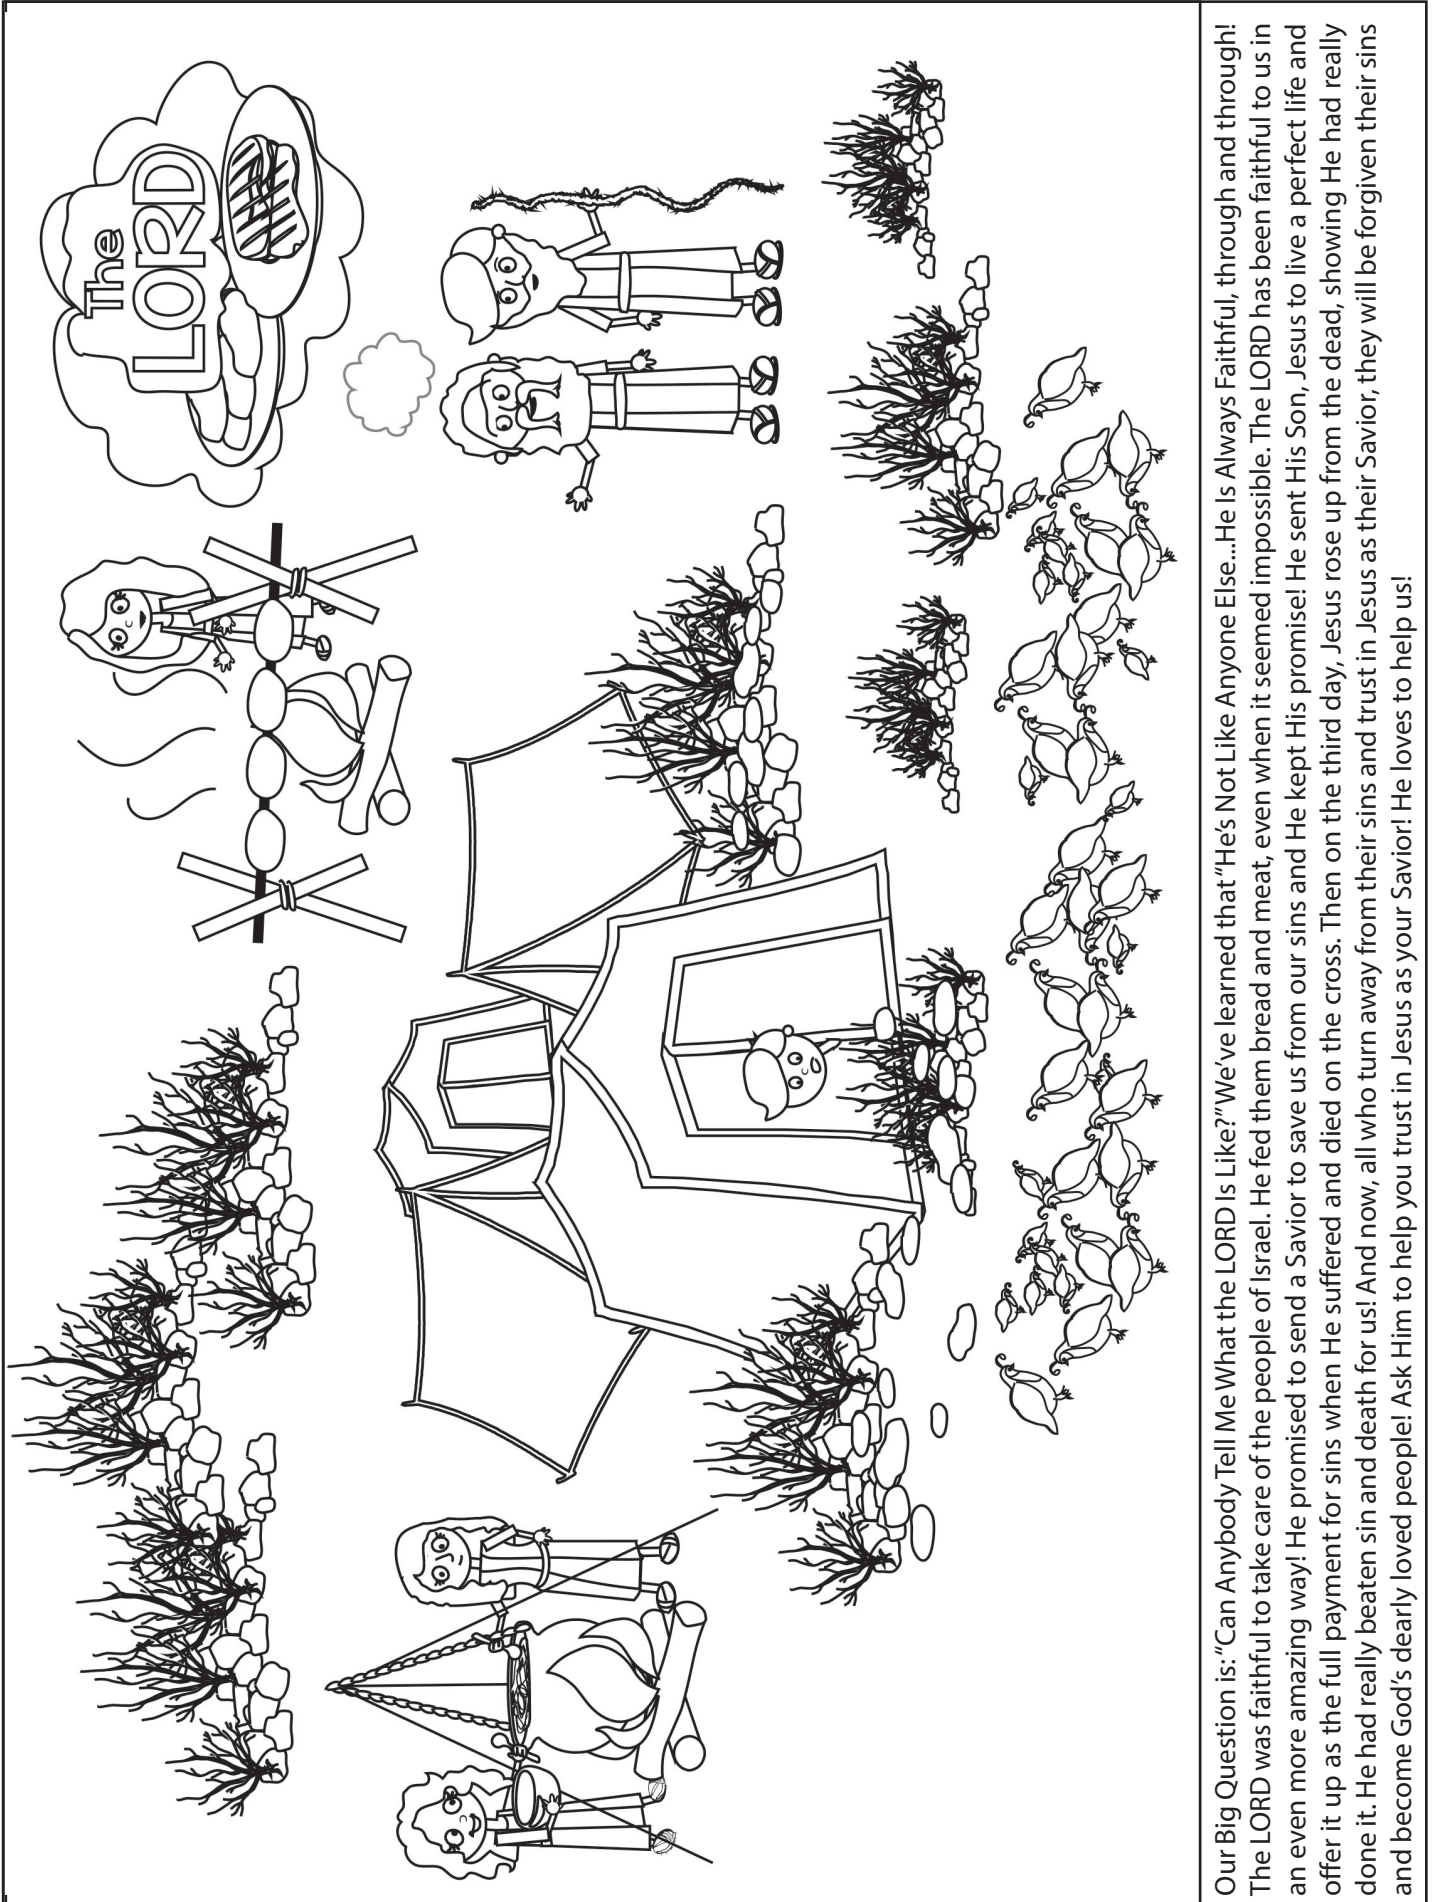 The
LORD
Our Big Question is: “Can Anybody Tell Me What the LORD Is Like?” We’ve learned that “He’s Not Like Anyone Else...He Is Always Faithful, through and through!
The LORD was faithful to take care of the people of Israel. He fed them bread and meat, even when it seemed impossible. The LORD has been faithful to us in
an even more amazing way! He promised to send a Savior to save us from our sins and He kept His promise! He sent His Son, Jesus to live a perfect life and
offer it up as the full payment for sins when He suffered and died on the cross. Then on the third day, Jesus rose up from the dead, showing He had really
done it. He had really beaten sin and death for us! And now, all who turn away from their sins and trust in Jesus as their Savior, they will be forgiven their sins
and become God’s dearly loved people! Ask Him to help you trust in Jesus as your Savior! He loves to help us!